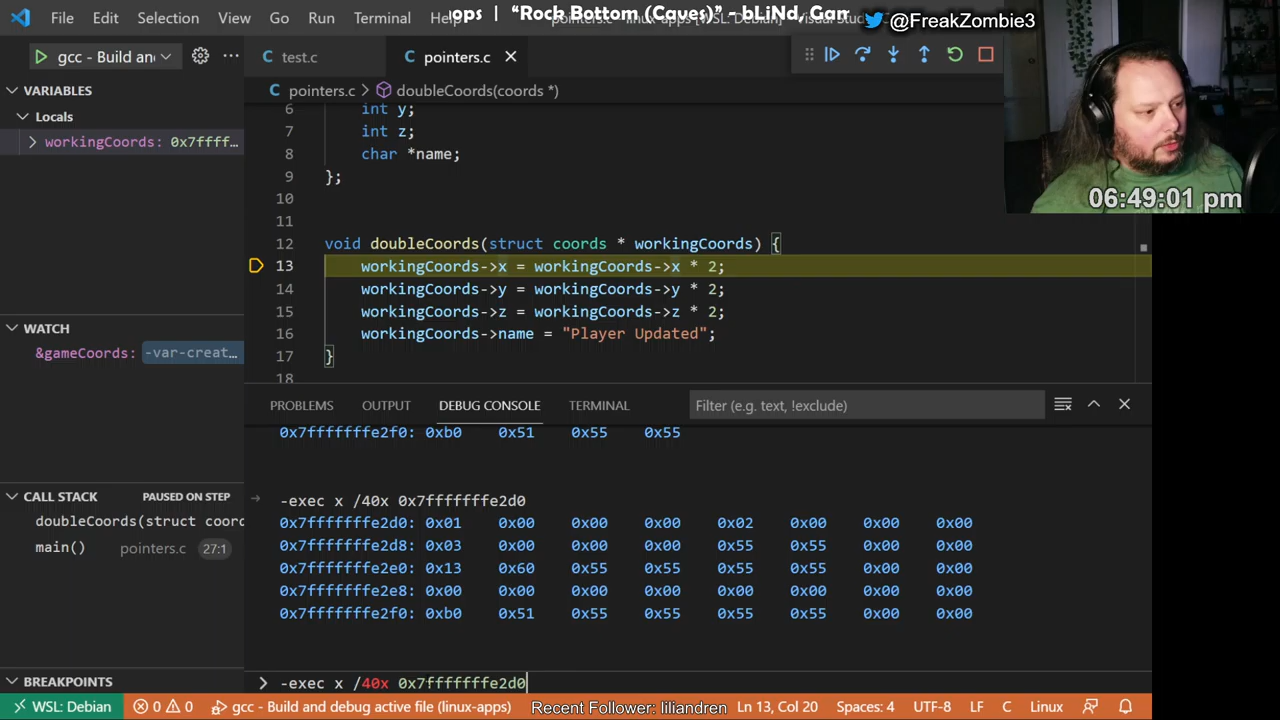 File Edit Selection View Go Run Terminal Help
ops | “Rock Bottom (Caves)” - bLiNd, Gam
@FreakZombie3
gcc - Build an
test.c
pointers.c
VARIABLES
pointers.c > doubleCoords(coords *)
Locals
workingCoords: 0x7ffff...
06:49:01 pm
6 int y;
7 int z;
8 char *name;
9 };
10
11
12 void doubleCoords(struct coords * workingCoords) {
13 workingCoords->x = workingCoords->x * 2;
14 workingCoords->y = workingCoords->y * 2;
15 workingCoords->z = workingCoords->z * 2;
16 workingCoords->name = "Player Updated";
17 }
18
WATCH
&gameCoords: -var-creat...
PROBLEMS OUTPUT DEBUG CONSOLE TERMINAL
Filter (e.g. text, !exclude)
0x7fffffffe2f0: 0xb0 0x51 0x55 0x55
-exec x /40x 0x7fffffffe2d0
0x7fffffffe2d0: 0x01 0x00 0x00 0x00 0x02 0x00 0x00 0x00
0x7fffffffe2d8: 0x03 0x00 0x00 0x00 0x55 0x55 0x00 0x00
0x7fffffffe2e0: 0x13 0x60 0x55 0x55 0x55 0x55 0x00 0x00
0x7fffffffe2e8: 0x00 0x00 0x00 0x00 0x00 0x00 0x00 0x00
0x7fffffffe2f0: 0xb0 0x51 0x55 0x55 0x55 0x55 0x00 0x00
CALL STACK PAUSED ON STEP
doubleCoords(struct coor
main() pointers.c 27:1
BREAKPOINTS
-exec x /40x 0x7fffffffe2d0
WSL: Debian 0 0 gcc - Build and debug active file (linux-apps) Recent Follower: liliandren Ln 13, Col 20 Spaces: 4 UTF-8 LF C Linux